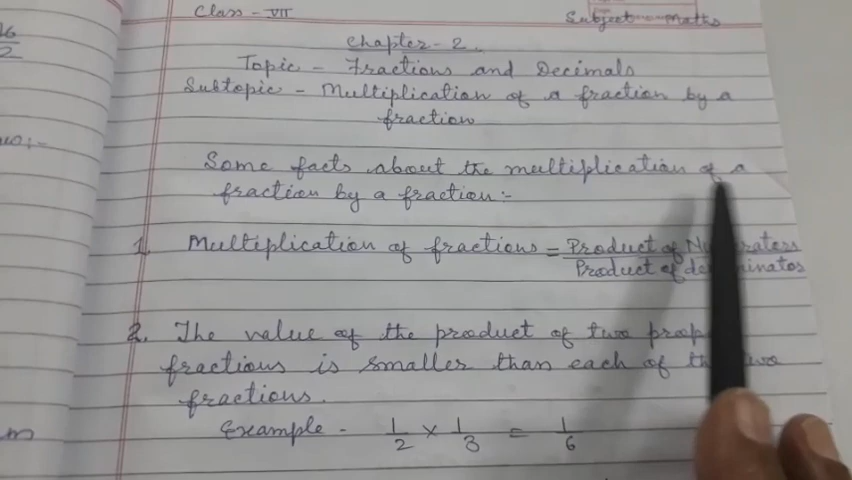 Class - VII
Subject - Maths
Chapter - 2
Topic - Fractions and Decimals
Subtopic - Multiplication of a fraction by a
fraction
Some facts about the multiplication of a
fraction by a fraction:-
1. Multiplication of fractions = Product of
Product of
2. The value of the product of two
fractions is smaller than each of two
fractions.
Example - 1/2 × 1/3 = 1/6